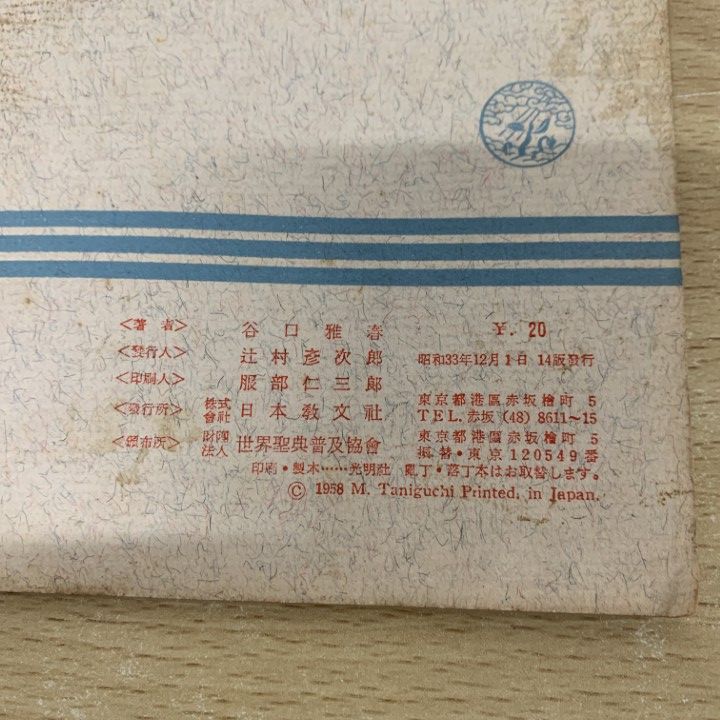 <著者> 谷口雅春 ¥. 20
<發行人> 辻村彦次郎 昭和33年12月1日 14版發行
<印刷人> 服部仁三郎
<發行所> 株式會社 日本敎文社 東京都港區赤坂檜町 5
TEL.赤坂 (48) 8611~15
<頒布所> 財團法人 世界聖典普及協會 東京都港區赤坂檜町 5
振替・東京 120549番
印刷・製本……光明社 亂丁・落丁本はお取替します。
© 1958 M. Taniguchi Printed. in Japan.